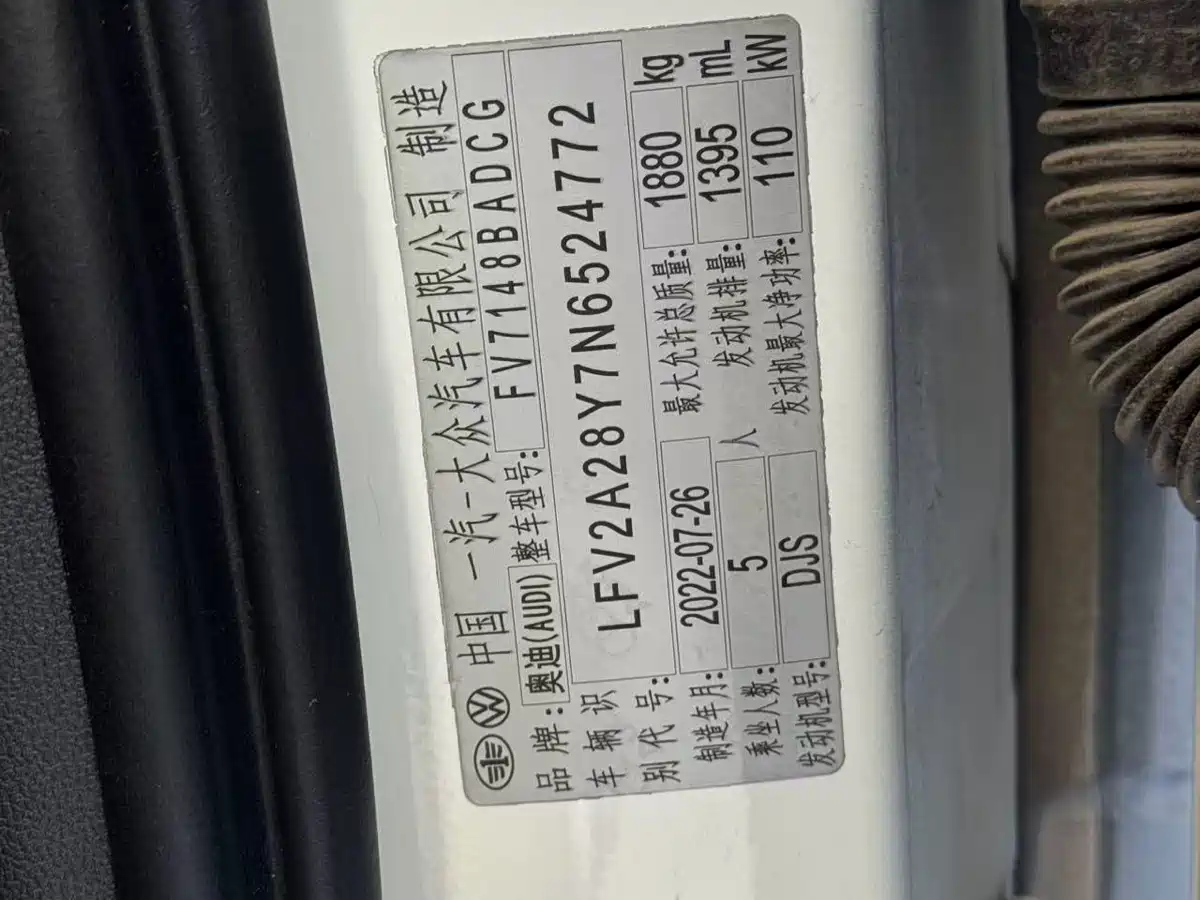 中国 一汽-大众汽车有限公司 制造
品牌: 奥迪(AUDI) 整车型号: FV7148BADCG
车辆识别代号: LFV2A28Y7N6524772
制造年月: 2022-07-26 最大允许总质量: 1880 kg
乘坐人数: 5 人 发动机排量: 1395 mL
发动机型号: DJS 发动机最大净功率: 110 kW